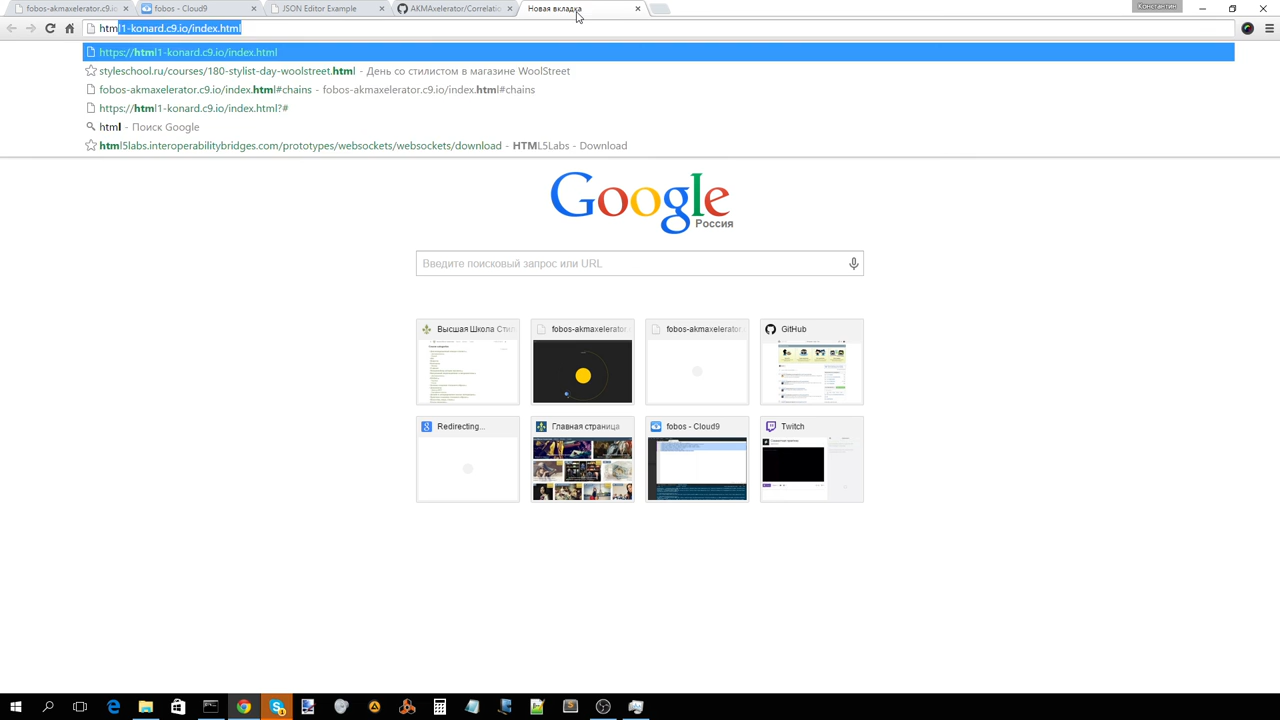 fobos-akmaxelerator.c9.io
fobos - Cloud9
JSON Editor Example
AKMAxelerator/Correlatio
Новая вкладка
Константин
html1-konard.c9.io/index.html
https://html1-konard.c9.io/index.html
styleschool.ru/courses/180-stylist-day-woolstreet.html - День со стилистом в магазине WoolStreet
fobos-akmaxelerator.c9.io/index.html#chains - fobos-akmaxelerator.c9.io/index.html#chains
https://html1-konard.c9.io/index.html?#
html - Поиск Google
html5labs.interoperabilitybridges.com/prototypes/websockets/websockets/download - HTML5Labs - Download
Google
Россия
Введите поисковый запрос или URL
Высшая Школа Сти
fobos-akmaxelerator.
fobos-akmaxelerator.
GitHub
Redirecting...
Главная страница
fobos - Cloud9
Twitch